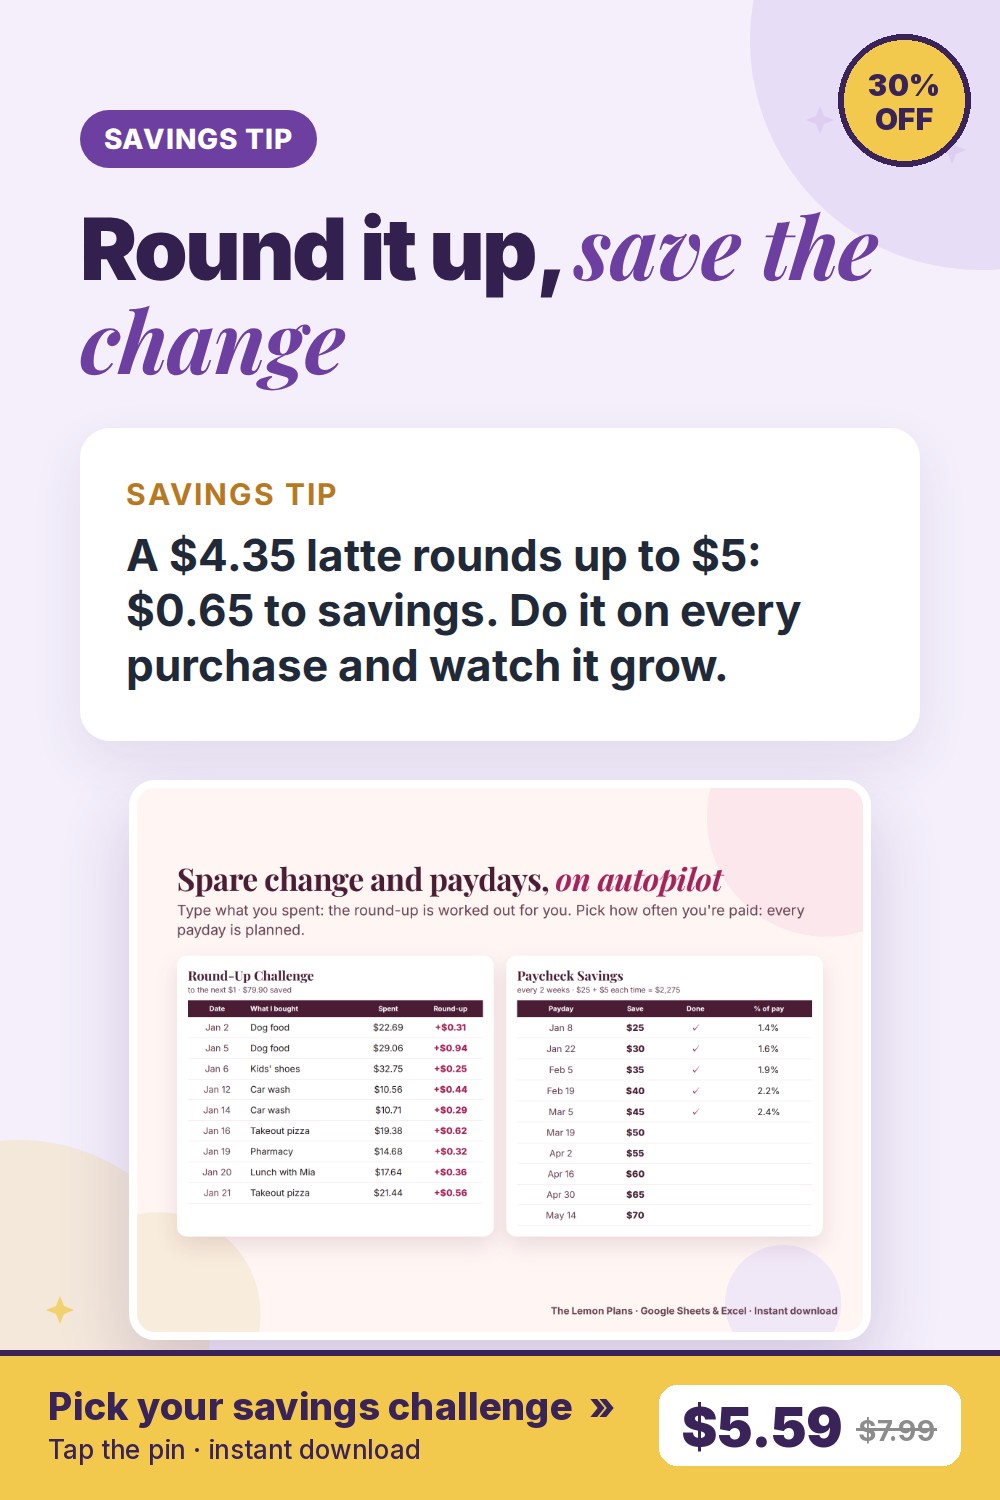 30%
OFF
SAVINGS TIP
Round it up, save the
change
SAVINGS TIP
A $4.35 latte rounds up to $5:
$0.65 to savings. Do it on every
purchase and watch it grow.
Spare change and paydays, on autopilot
Type what you spent: the round-up is worked out for you. Pick how often you're paid: every
payday is planned.
Round-Up Challenge
to the next $1 · $79.90 saved
Date What I bought Spent Round-up
Jan 2 Dog food $22.69 +$0.31
Jan 5 Dog food $29.06 +$0.94
Jan 6 Kids' shoes $32.75 +$0.25
Jan 12 Car wash $10.56 +$0.44
Jan 14 Car wash $10.71 +$0.29
Jan 16 Takeout pizza $19.38 +$0.62
Jan 19 Pharmacy $14.68 +$0.32
Jan 20 Lunch with Mia $17.64 +$0.36
Jan 21 Takeout pizza $21.44 +$0.56
Paycheck Savings
every 2 weeks · $25 + $5 each time = $2,275
Payday Save Done % of pay
Jan 8 $25 ✓ 1.4%
Jan 22 $30 ✓ 1.6%
Feb 5 $35 ✓ 1.9%
Feb 19 $40 ✓ 2.2%
Mar 5 $45 ✓ 2.4%
Mar 19 $50
Apr 2 $55
Apr 16 $60
Apr 30 $65
May 14 $70
The Lemon Plans · Google Sheets & Excel · Instant download
Pick your savings challenge »
Tap the pin · instant download
$5.59 $7.99